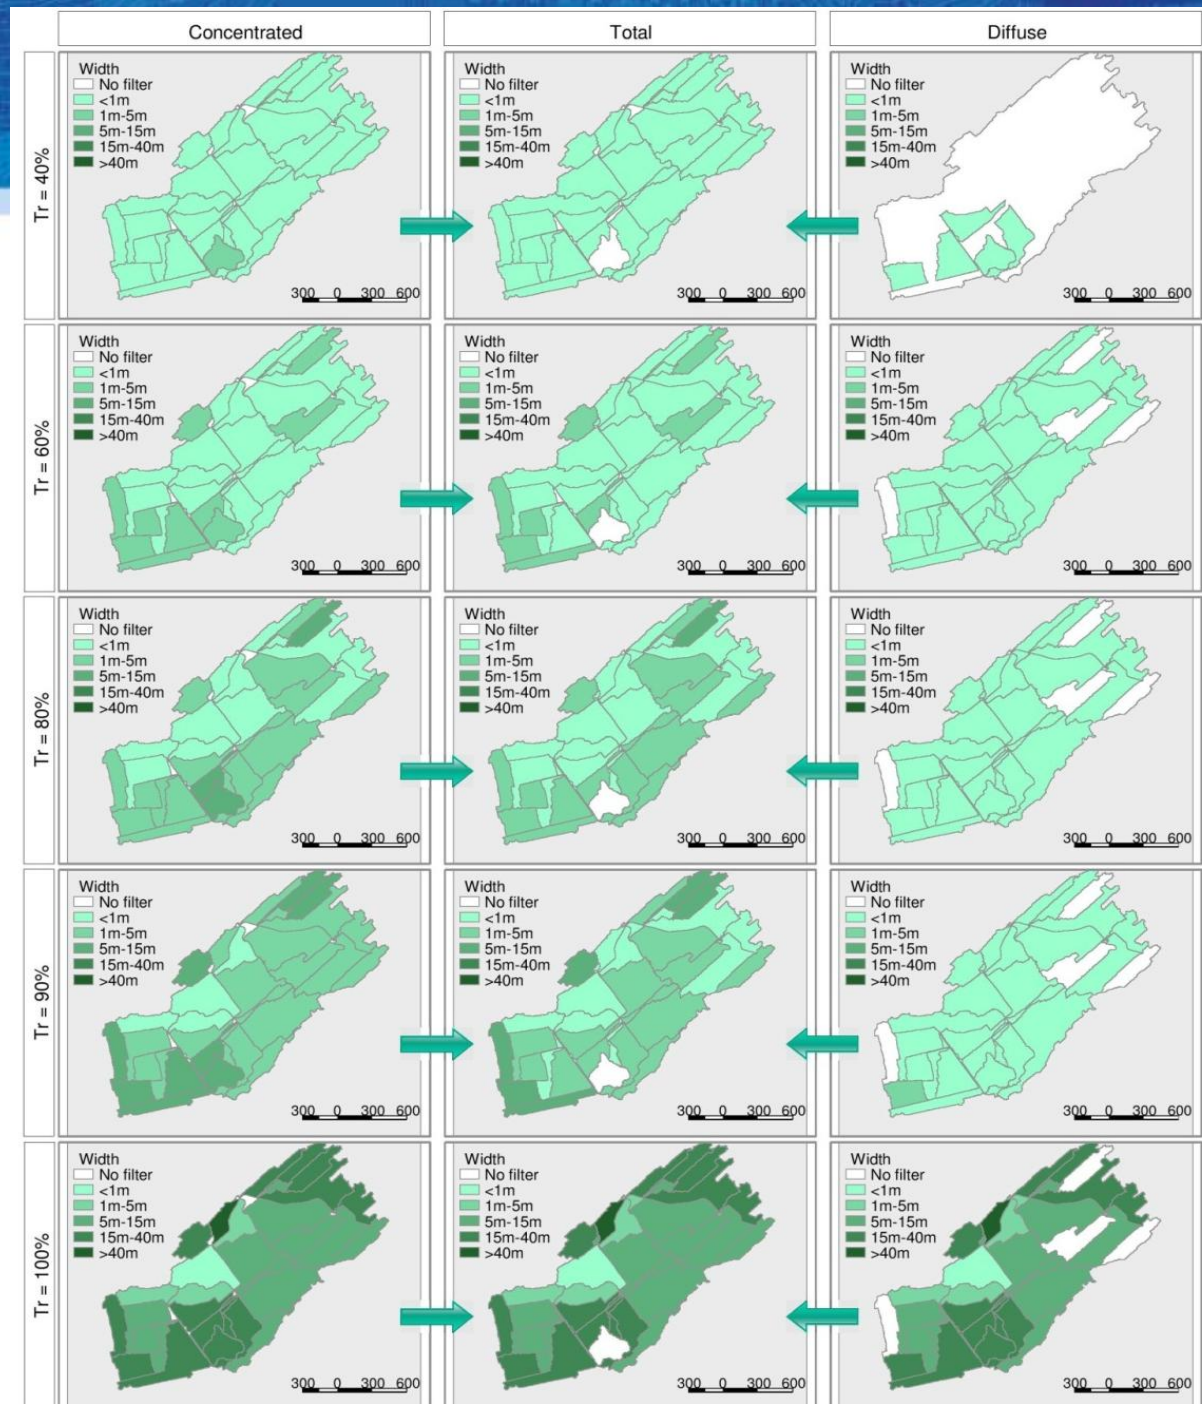 Concentrated
Total
Diffuse
Tr = 40%
Width
No filter
<1m
1m-5m
5m-15m
15m-40m
>40m
300 0 300 600
Width
No filter
<1m
1m-5m
5m-15m
15m-40m
>40m
300 0 300 600
Width
No filter
<1m
1m-5m
5m-15m
15m-40m
>40m
300 0 300 600
Tr = 60%
Width
No filter
<1m
1m-5m
5m-15m
15m-40m
>40m
300 0 300 600
Width
No filter
<1m
1m-5m
5m-15m
15m-40m
>40m
300 0 300 600
Width
No filter
<1m
1m-5m
5m-15m
15m-40m
>40m
300 0 300 600
Tr = 80%
Width
No filter
<1m
1m-5m
5m-15m
15m-40m
>40m
300 0 300 600
Width
No filter
<1m
1m-5m
5m-15m
15m-40m
>40m
300 0 300 600
Width
No filter
<1m
1m-5m
5m-15m
15m-40m
>40m
300 0 300 600
Tr = 90%
Width
No filter
<1m
1m-5m
5m-15m
15m-40m
>40m
300 0 300 600
Width
No filter
<1m
1m-5m
5m-15m
15m-40m
>40m
300 0 300 600
Width
No filter
<1m
1m-5m
5m-15m
15m-40m
>40m
300 0 300 600
Tr = 100%
Width
No filter
<1m
1m-5m
5m-15m
15m-40m
>40m
300 0 300 600
Width
No filter
<1m
1m-5m
5m-15m
15m-40m
>40m
300 0 300 600
Width
No filter
<1m
1m-5m
5m-15m
15m-40m
>40m
300 0 300 600